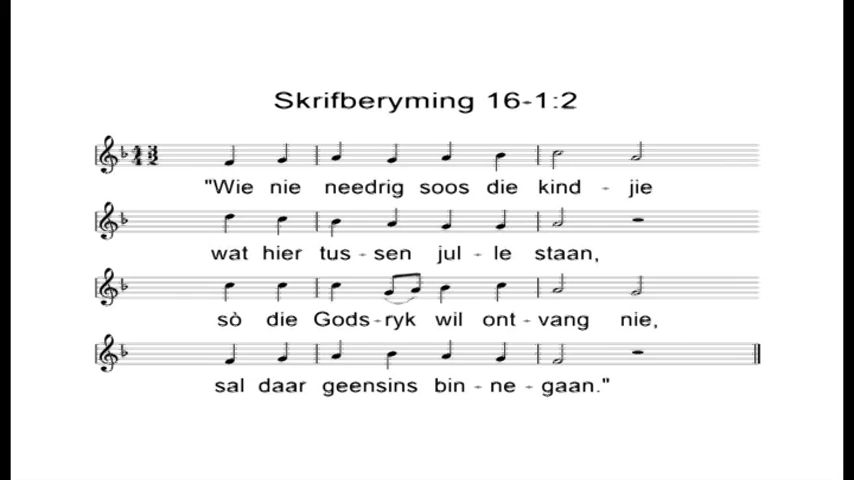 Skrifberyming 16-1:2
"Wie nie needrig soos die kind - jie
wat hier tus - sen jul - le staan,
sò die Gods - ryk wil ont - vang nie,
sal daar geensins bin - ne - gaan."